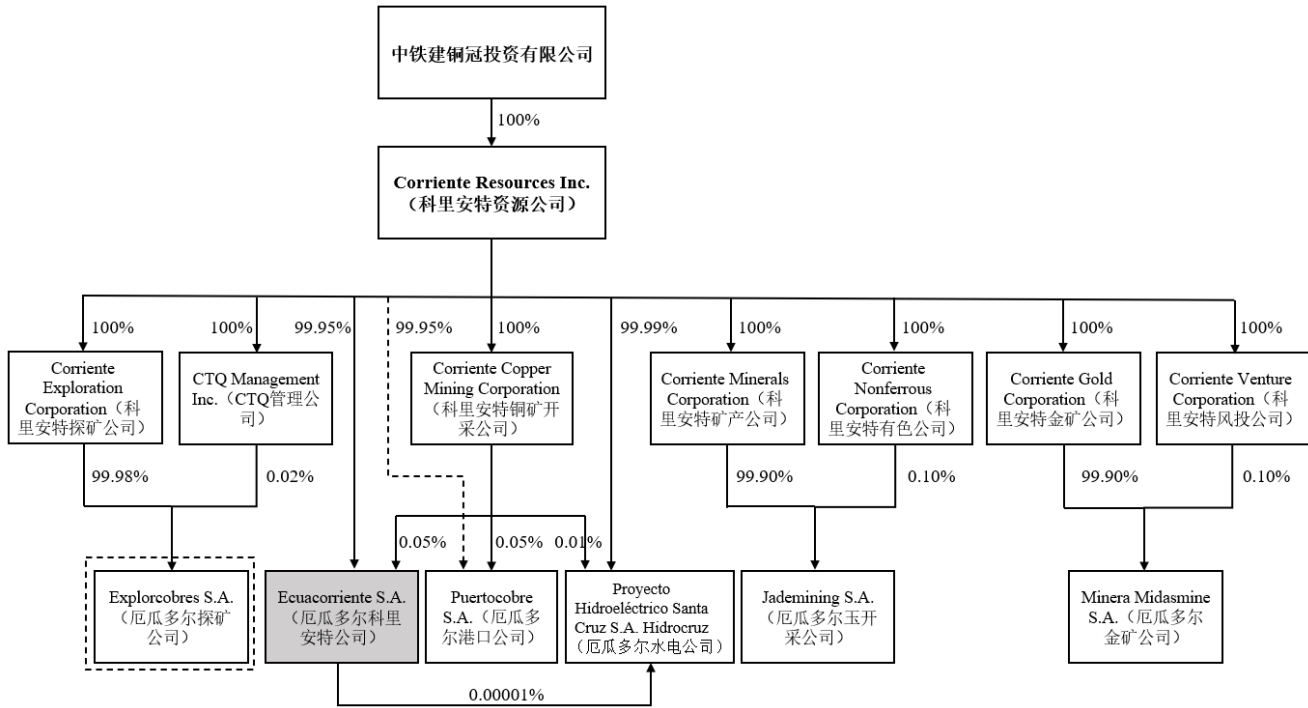 中铁建铜冠投资有限公司
100%
Corriente Resources Inc.
（科里安特资源公司）
100%
100%
99.95%
99.95%
100%
99.99%
100%
100%
100%
100%
Corriente
Exploration
Corporation（科
里安特探矿公司）
CTQ Management
Inc.（CTQ管理公
司）
Corriente Copper
Mining Corporation
（科里安特铜矿开
采公司）
Corriente Minerals
Corporation（科里
安特矿产公司）
Corriente
Nonferrous
Corporation（科里
安特有色公司）
Corriente Gold
Corporation（科里
安特金矿公司）
Corriente Venture
Corporation（科里
安特风投公司）
99.98%
0.02%
99.90%
0.10%
99.90%
0.10%
0.05%
0.05%
0.01%
Explorcobres S.A.
（厄瓜多尔探矿
公司）
Ecuacorriente S.A.
（厄瓜多尔科里
安特公司）
Puertocobre
S.A.（厄瓜多
尔港口公司）
Proyecto
Hidroeléctrico Santa
Cruz S.A. Hidrocruz
（厄瓜多尔水电公司）
Jademining S.A.
（厄瓜多尔玉开
采公司）
Minera Midasmine
S.A.（厄瓜多尔
金矿公司）
0.00001%